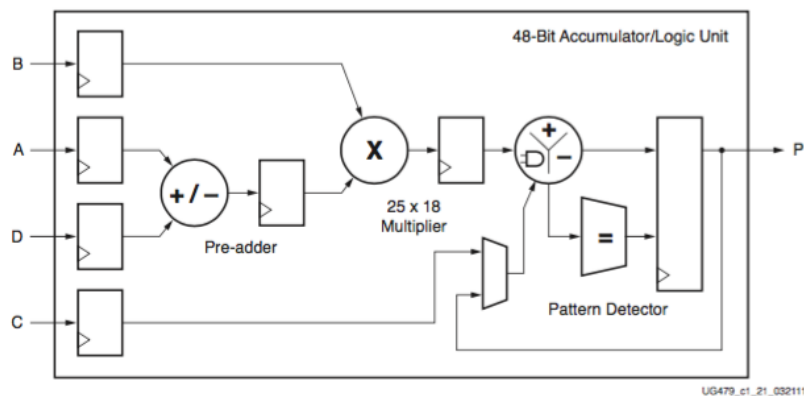 48-Bit Accumulator/Logic Unit
B
A
D
C
+ / −
Pre-adder
X
25 x 18
Multiplier
+
−
=
Pattern Detector
P
UG479_c1_21_032111